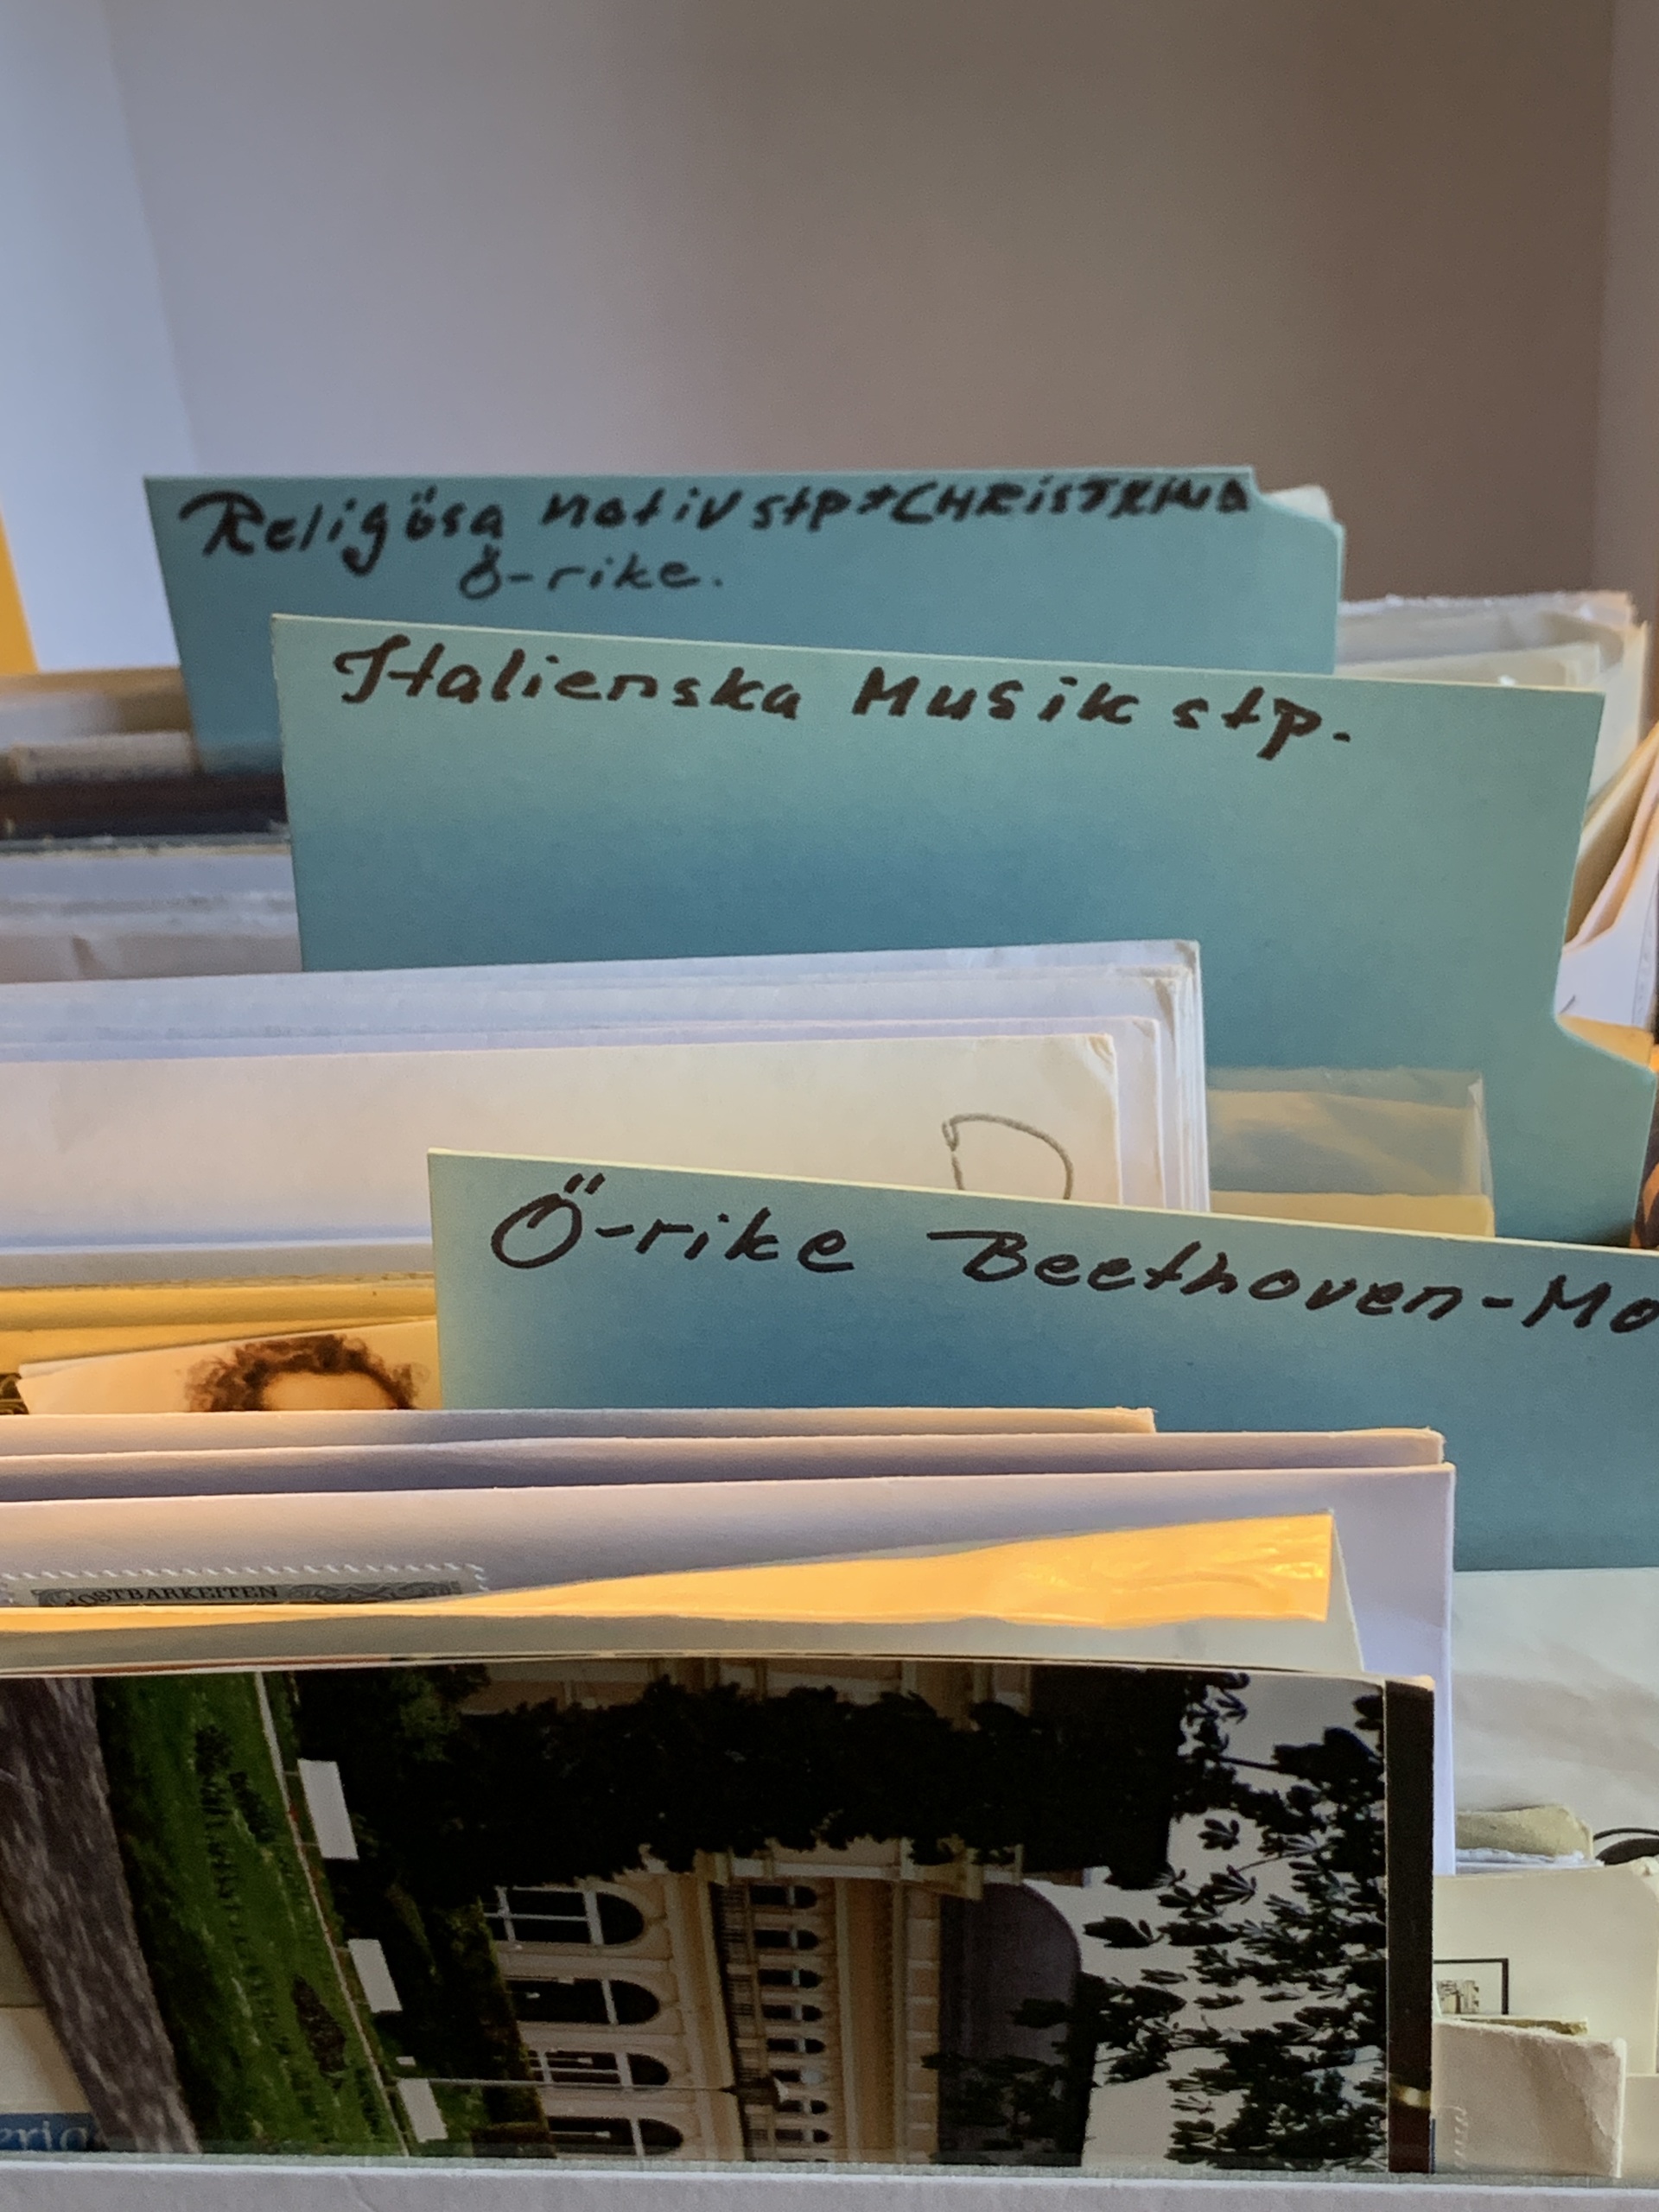 Religösa motiv stp + CHRISTKIND
Ö-rike.
Italienska Musik stp.
Ö-rike Beethoven-Mo
OSTBARKEITEN